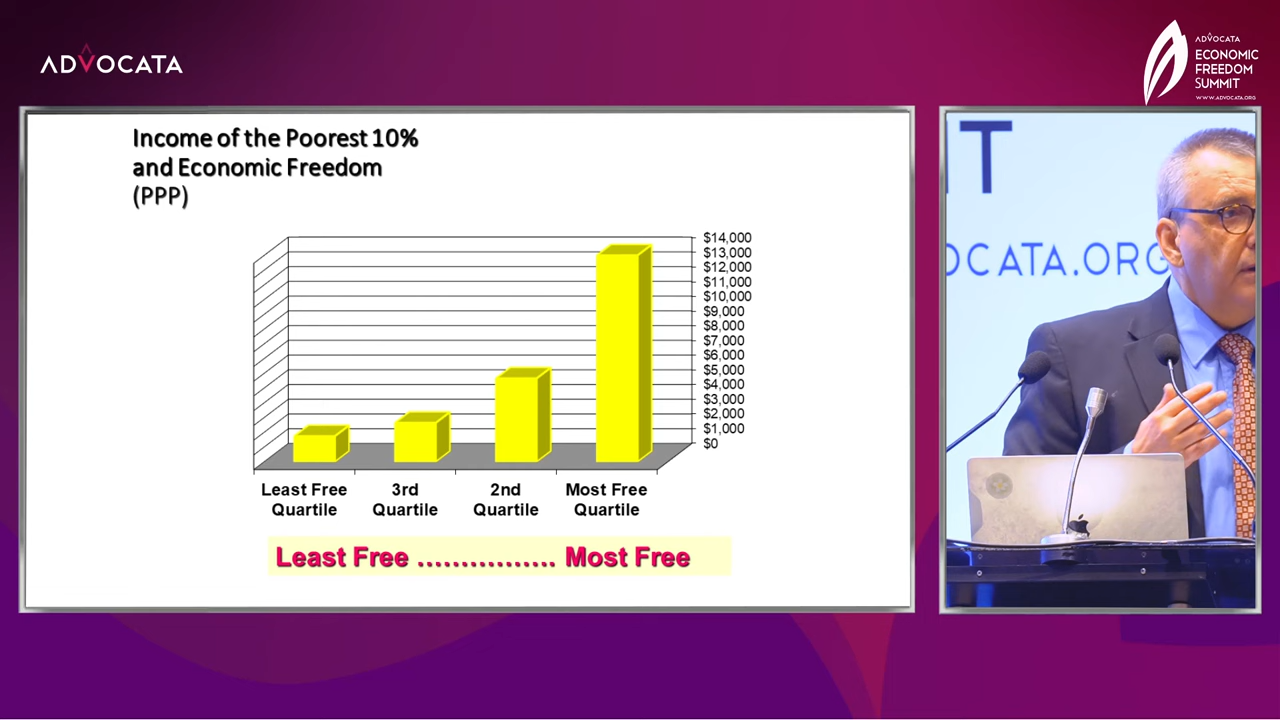 ADVOCATA
ADVOCATA
ECONOMIC
FREEDOM
SUMMIT
WWW.ADVOCATA.ORG
Income of the Poorest 10%
and Economic Freedom
(PPP)
$14,000
$13,000
$12,000
$11,000
$10,000
$9,000
$8,000
$7,000
$6,000
$5,000
$4,000
$3,000
$2,000
$1,000
$0
Least Free
Quartile
3rd
Quartile
2nd
Quartile
Most Free
Quartile
Least Free ................ Most Free
T
OCATA.ORG